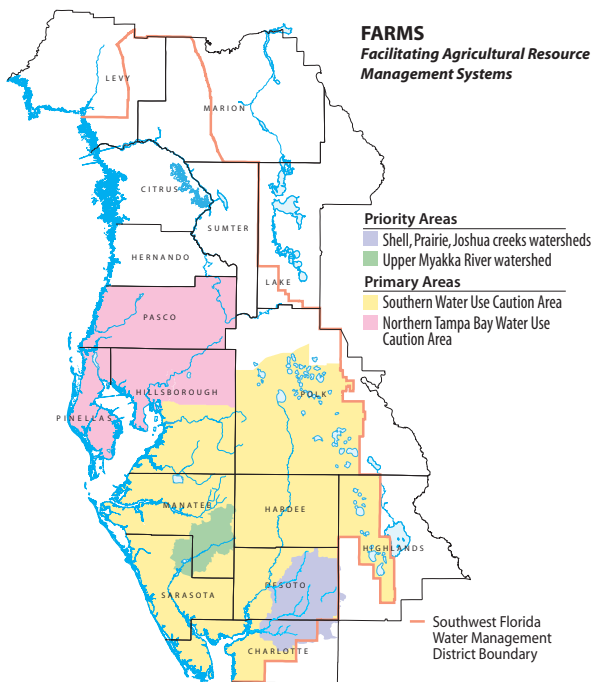 FARMS
Facilitating Agricultural Resource
Management Systems
LEVY
MARION
CITRUS
SUMTER
HERNANDO
LAKE
PASCO
Priority Areas
Shell, Prairie, Joshua creeks watersheds
Upper Myakka River watershed
Primary Areas
Southern Water Use Caution Area
Northern Tampa Bay Water Use
Caution Area
HILLSBOROUGH
POLK
PINELLAS
MANATEE
HARDEE
HIGHLANDS
DESOTO
SARASOTA
CHARLOTTE
Southwest Florida
Water Management
District Boundary